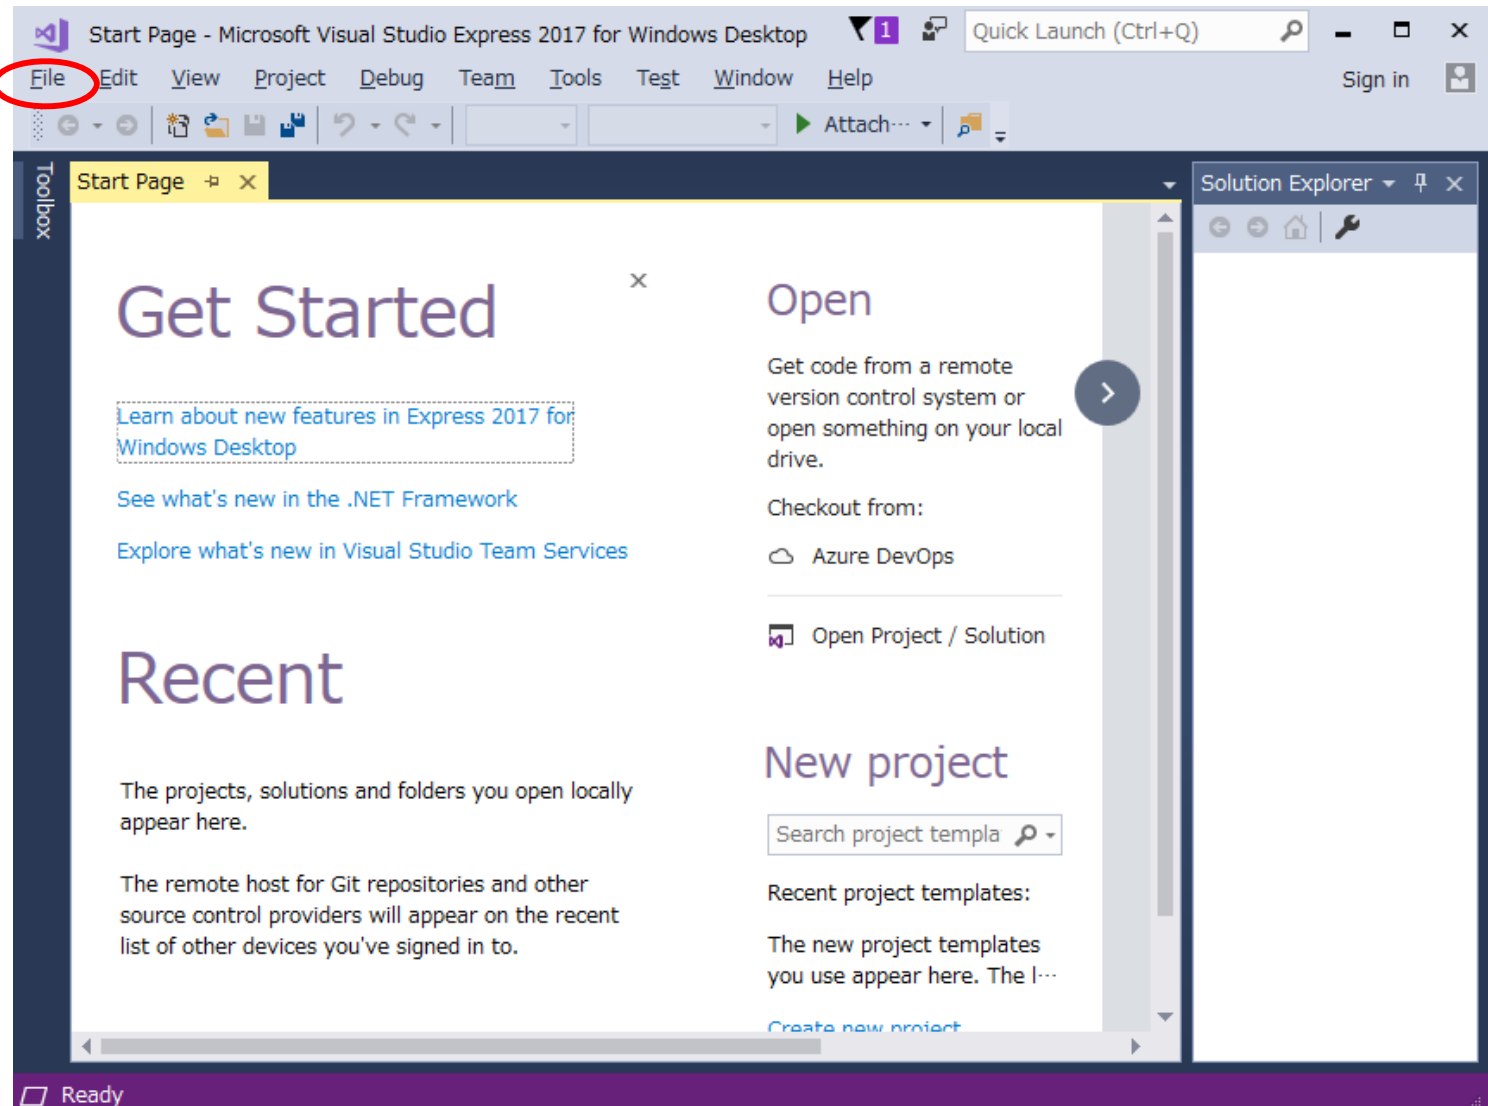 Start Page - Microsoft Visual Studio Express 2017 for Windows Desktop
1
Quick Launch (Ctrl+Q)
File Edit View Project Debug Team Tools Test Window Help
Sign in
Attach…
Toolbox
Start Page
Solution Explorer
Get Started
Learn about new features in Express 2017 for
Windows Desktop
See what's new in the .NET Framework
Explore what's new in Visual Studio Team Services
Recent
The projects, solutions and folders you open locally
appear here.
The remote host for Git repositories and other
source control providers will appear on the recent
list of other devices you've signed in to.
Open
Get code from a remote
version control system or
open something on your local
drive.
Checkout from:
Azure DevOps
Open Project / Solution
New project
Search project templa
Recent project templates:
The new project templates
you use appear here. The l…
Create new project
Ready